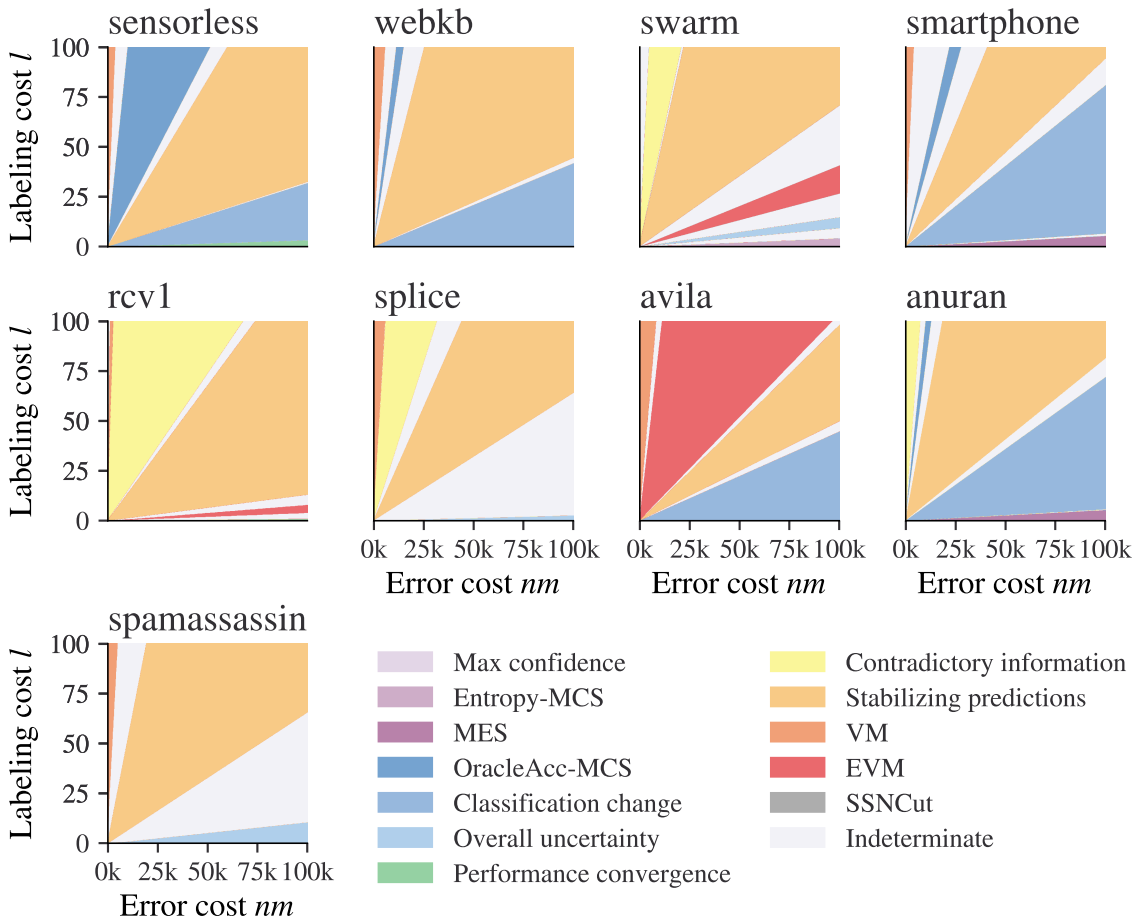 sensorless webkb swarm smartphone
Labeling cost l
100
75
50
25
0
rcv1 splice avila anuran
Labeling cost l
100
75
50
25
0
0k 25k 50k 75k 100k
0k 25k 50k 75k 100k
0k 25k 50k 75k 100k
Error cost nm
Error cost nm
Error cost nm
spamassassin
Labeling cost l
100
75
50
25
0
0k 25k 50k 75k 100k
Error cost nm
Max confidence
Entropy-MCS
MES
OracleAcc-MCS
Classification change
Overall uncertainty
Performance convergence
Contradictory information
Stabilizing predictions
VM
EVM
SSNCut
Indeterminate